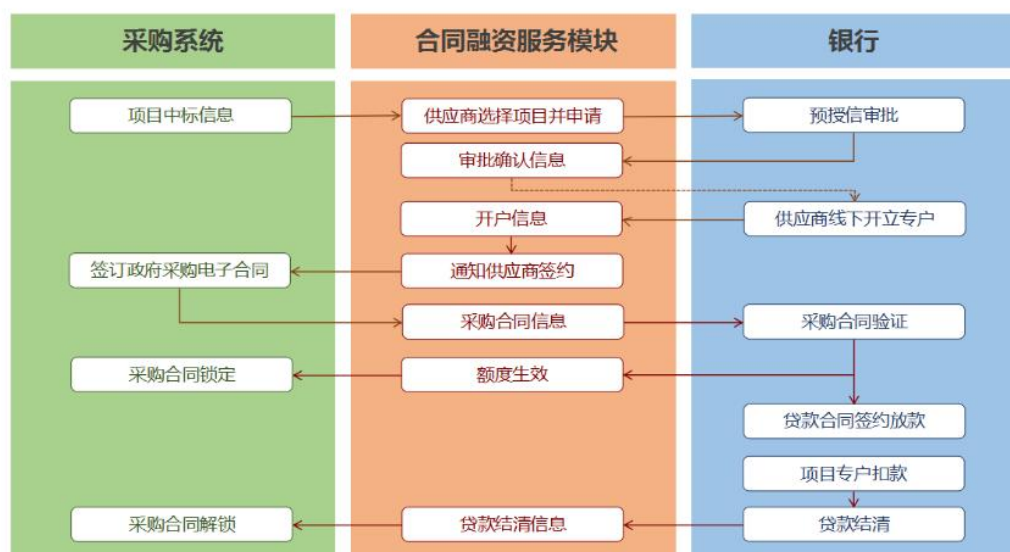 采购系统
合同融资服务模块
银行
项目中标信息
供应商选择项目并申请
预授信审批
审批确认信息
开户信息
供应商线下开立专户
签订政府采购电子合同
通知供应商签约
采购合同信息
采购合同验证
采购合同锁定
额度生效
贷款合同签约放款
项目专户扣款
采购合同解锁
贷款结清信息
贷款结清